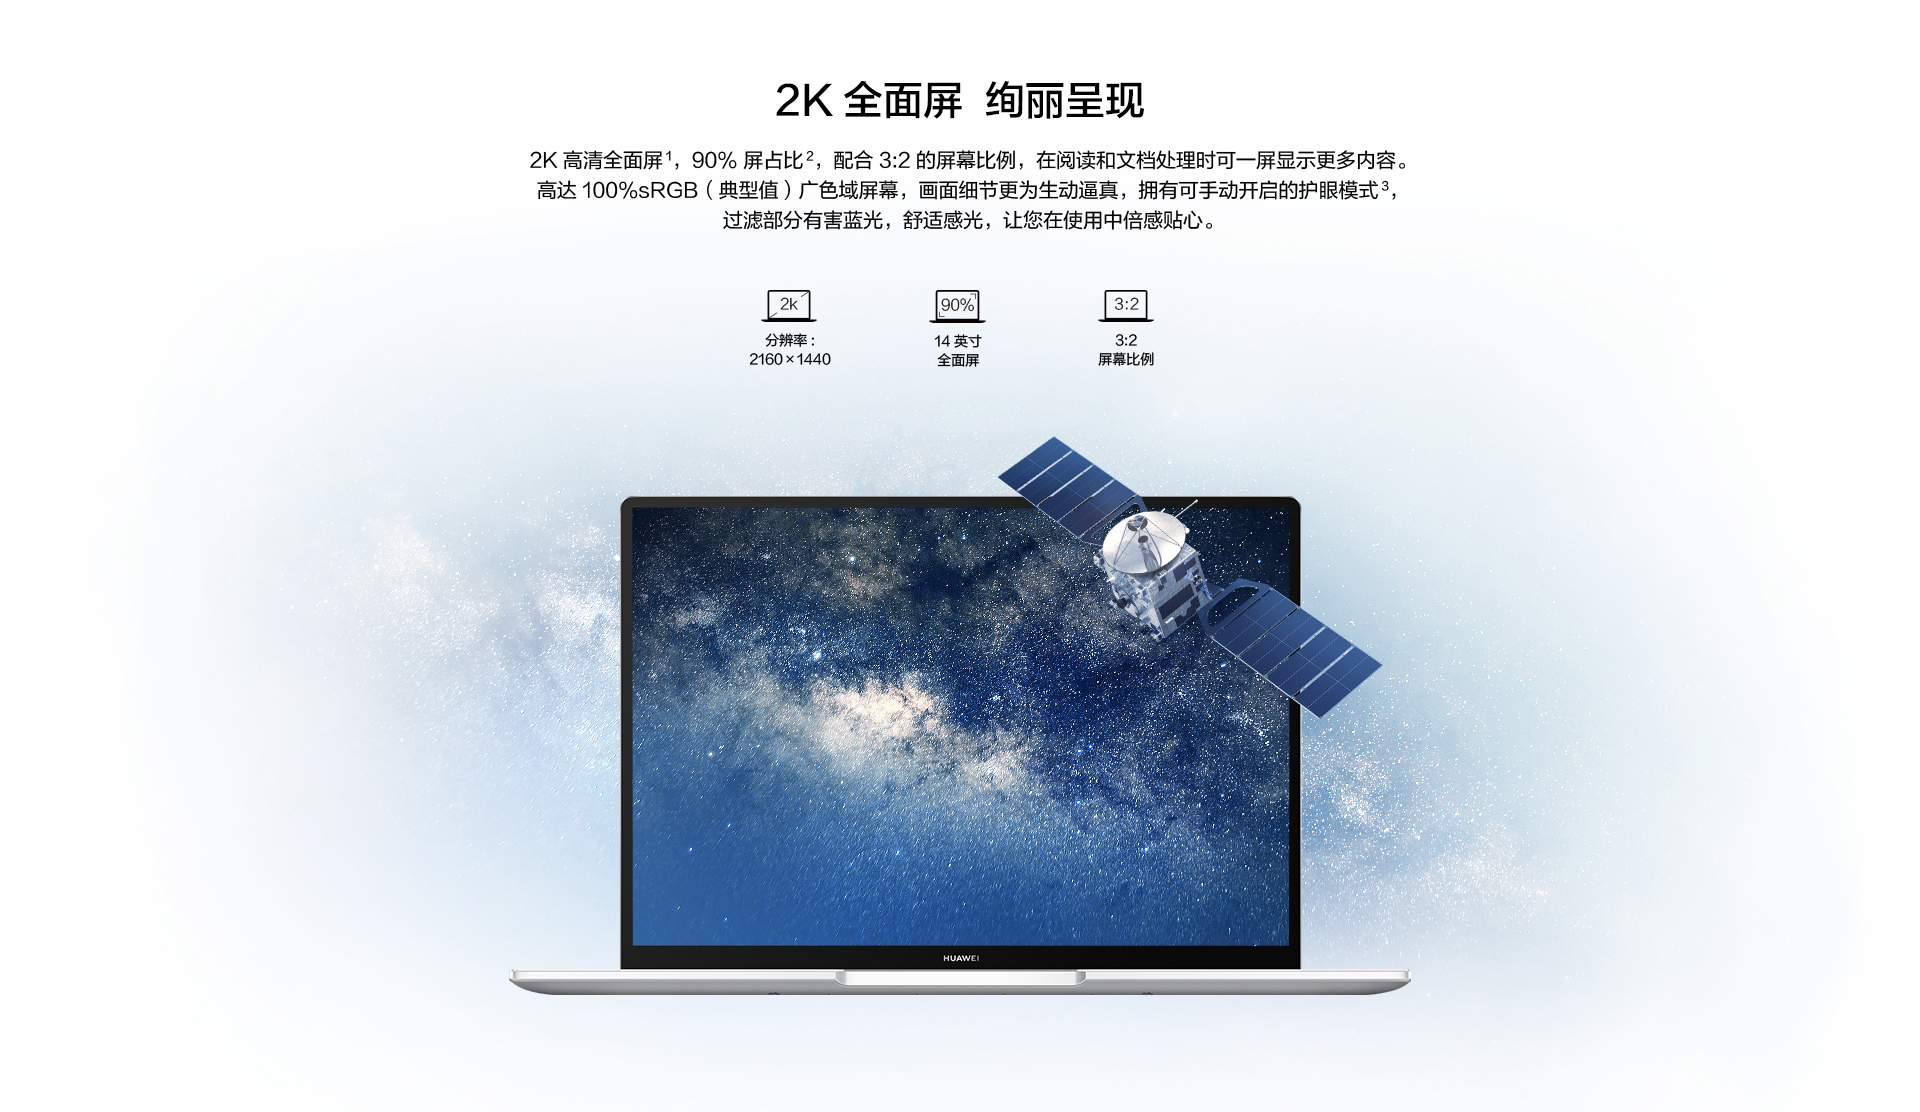 2K 全面屏 绚丽呈现
2K 高清全面屏¹，90% 屏占比²，配合 3:2 的屏幕比例，在阅读和文档处理时可一屏显示更多内容。
高达 100%sRGB（典型值）广色域屏幕，画面细节更为生动逼真，拥有可手动开启的护眼模式³，
过滤部分有害蓝光，舒适感光，让您在使用中倍感贴心。
2k
90%
3:2
分辨率：
2160×1440
14 英寸
全面屏
3:2
屏幕比例
HUAWEI